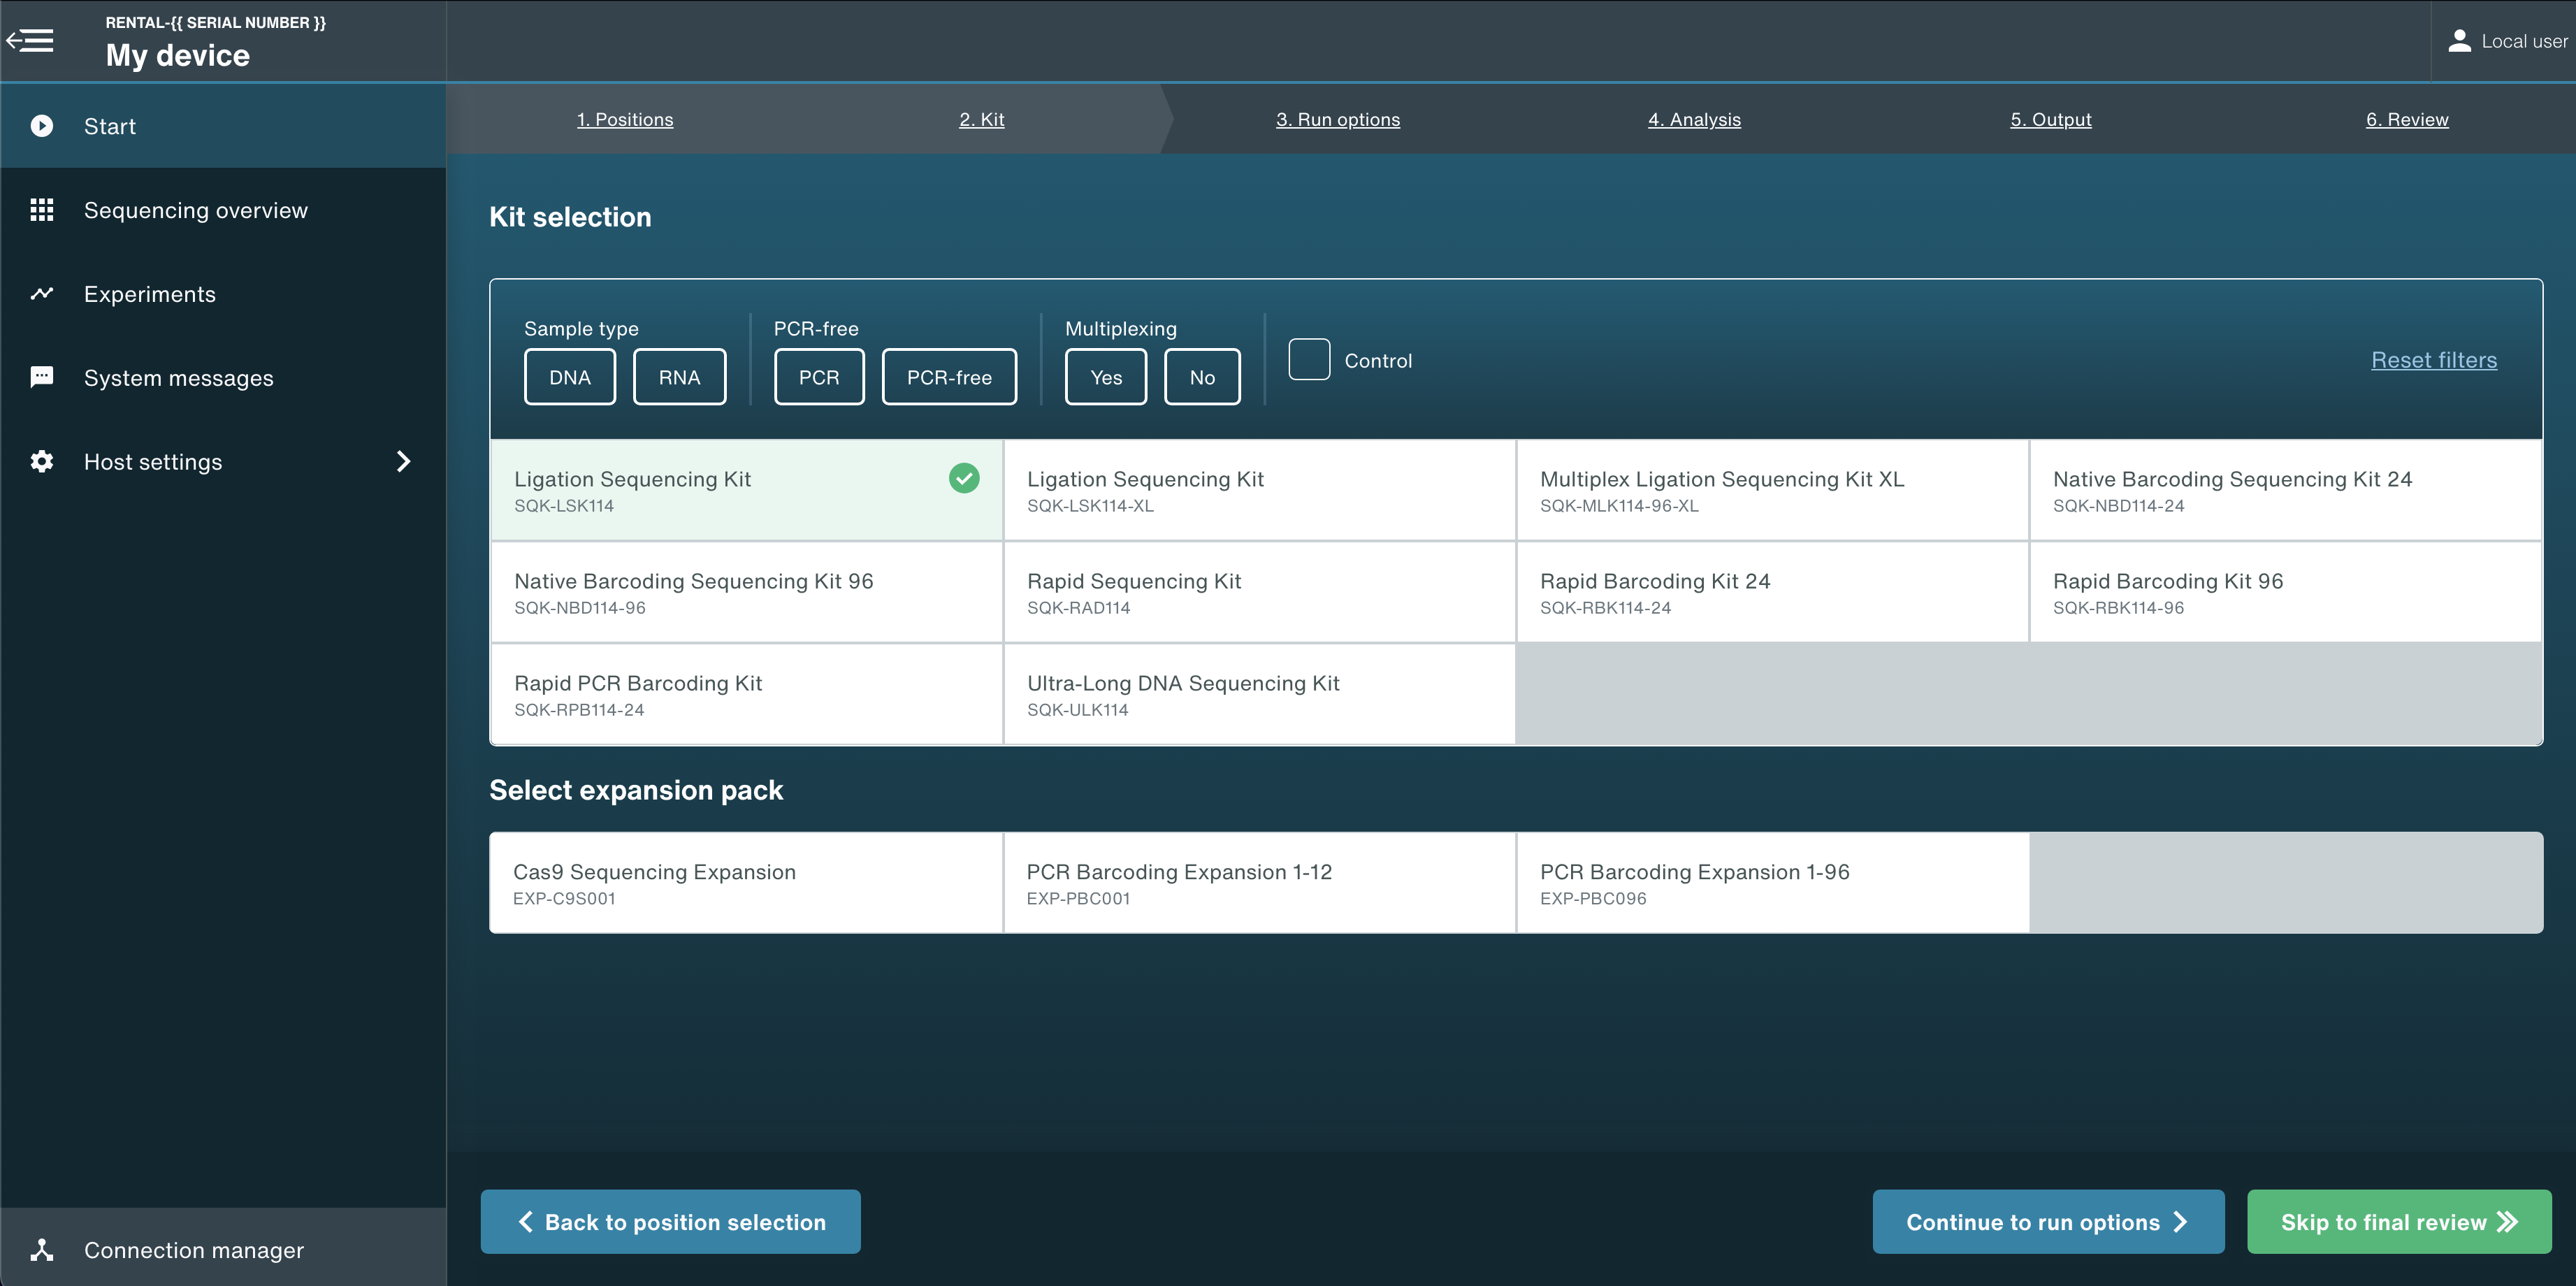 RENTAL-{{ SERIAL NUMBER }}
My device
Local user
Start
Sequencing overview
Experiments
System messages
Host settings
Connection manager
1. Positions
2. Kit
3. Run options
4. Analysis
5. Output
6. Review
Kit selection
Sample type
DNA
RNA
PCR-free
PCR
PCR-free
Multiplexing
Yes
No
Control
Reset filters
Ligation Sequencing Kit
SQK-LSK114
Ligation Sequencing Kit
SQK-LSK114-XL
Multiplex Ligation Sequencing Kit XL
SQK-MLK114-96-XL
Native Barcoding Sequencing Kit 24
SQK-NBD114-24
Native Barcoding Sequencing Kit 96
SQK-NBD114-96
Rapid Sequencing Kit
SQK-RAD114
Rapid Barcoding Kit 24
SQK-RBK114-24
Rapid Barcoding Kit 96
SQK-RBK114-96
Rapid PCR Barcoding Kit
SQK-RPB114-24
Ultra-Long DNA Sequencing Kit
SQK-ULK114
Select expansion pack
Cas9 Sequencing Expansion
EXP-C9S001
PCR Barcoding Expansion 1-12
EXP-PBC001
PCR Barcoding Expansion 1-96
EXP-PBC096
Back to position selection
Continue to run options
Skip to final review